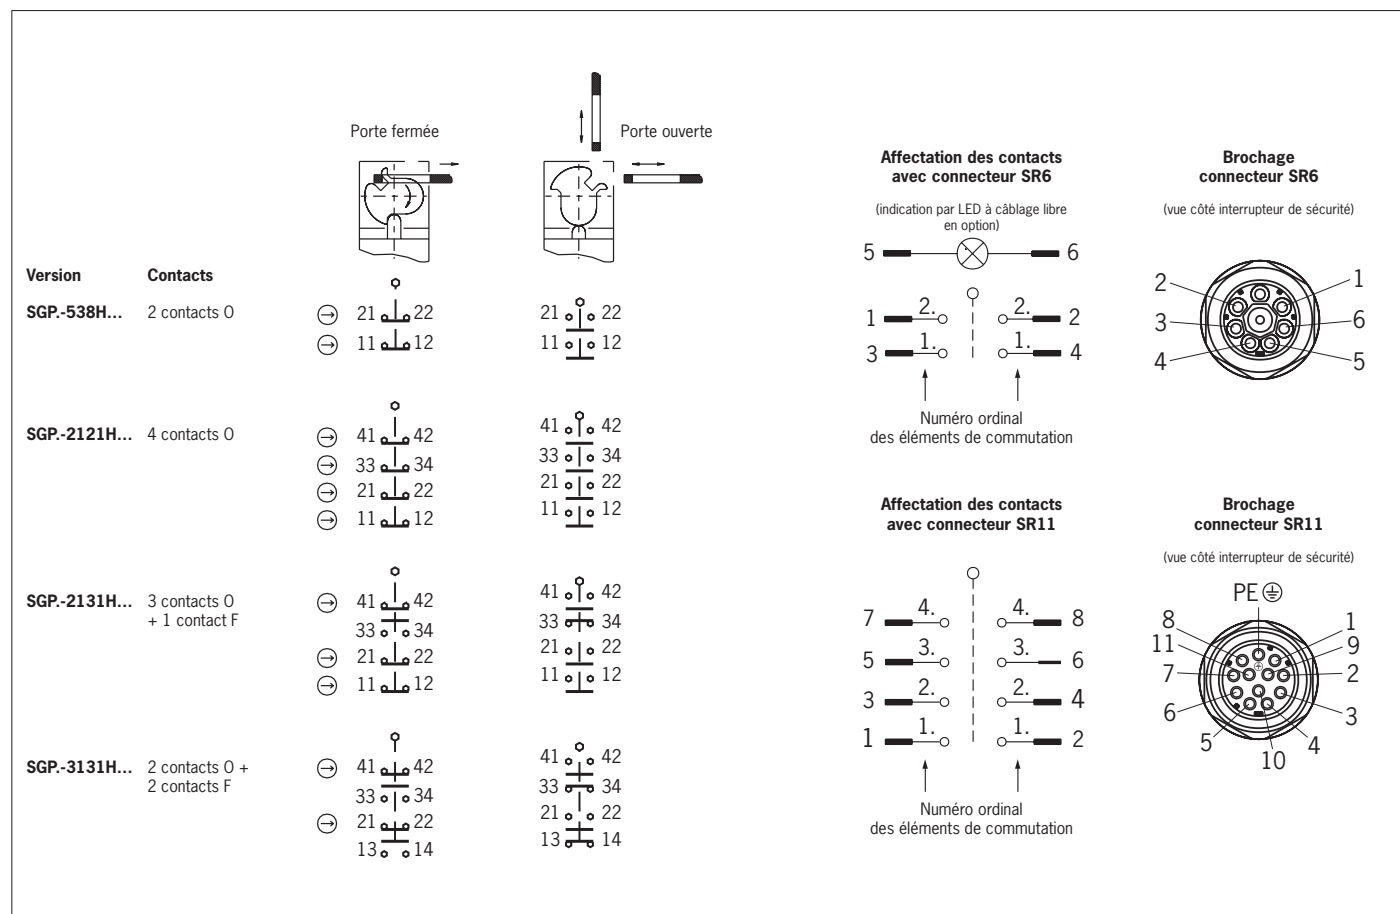 Porte fermée
Porte ouverte
Version
Contacts
SGP.-538H...
2 contacts O
21 22
11 12
21 22
11 12
SGP.-2121H...
4 contacts O
41 42
33 34
21 22
11 12
41 42
33 34
21 22
11 12
SGP.-2131H...
3 contacts O
+ 1 contact F
41 42
33 34
21 22
11 12
41 42
33 34
21 22
11 12
SGP.-3131H...
2 contacts O +
2 contacts F
41 42
33 34
21 22
13 14
41 42
33 34
21 22
13 14
Affectation des contacts
avec connecteur SR6
(indication par LED à câblage libre
en option)
5 6
1 2. 2. 2
3 1. 1. 4
Numéro ordinal
des éléments de commutation
Brochage
connecteur SR6
(vue côté interrupteur de sécurité)
2 1
3 6
4 5
Affectation des contacts
avec connecteur SR11
7 4. 4. 8
5 3. 3. 6
3 2. 2. 4
1 1. 1. 2
Numéro ordinal
des éléments de commutation
Brochage
connecteur SR11
(vue côté interrupteur de sécurité)
PE
8 1
11 9
7 2
6 3
5 4
10